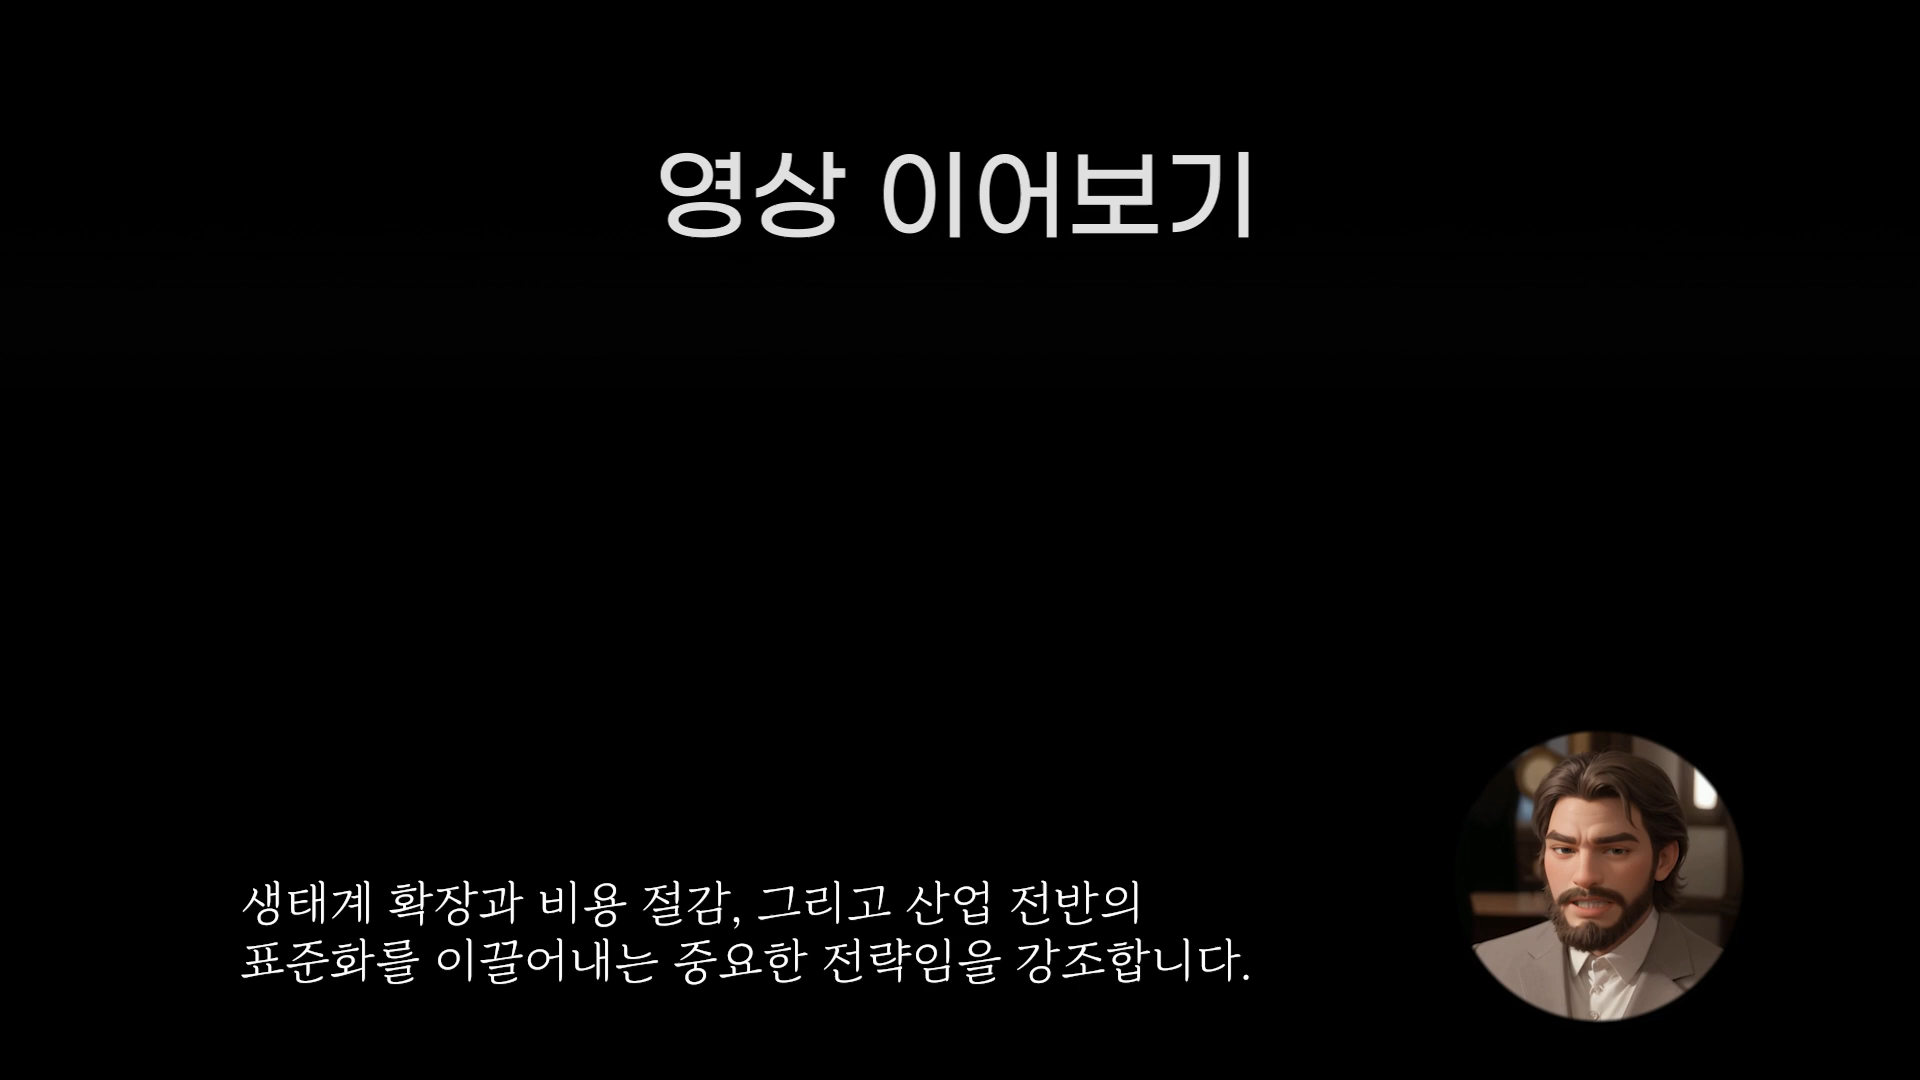 영상 이어보기
생태계 확장과 비용 절감, 그리고 산업 전반의
표준화를 이끌어내는 중요한 전략임을 강조합니다.